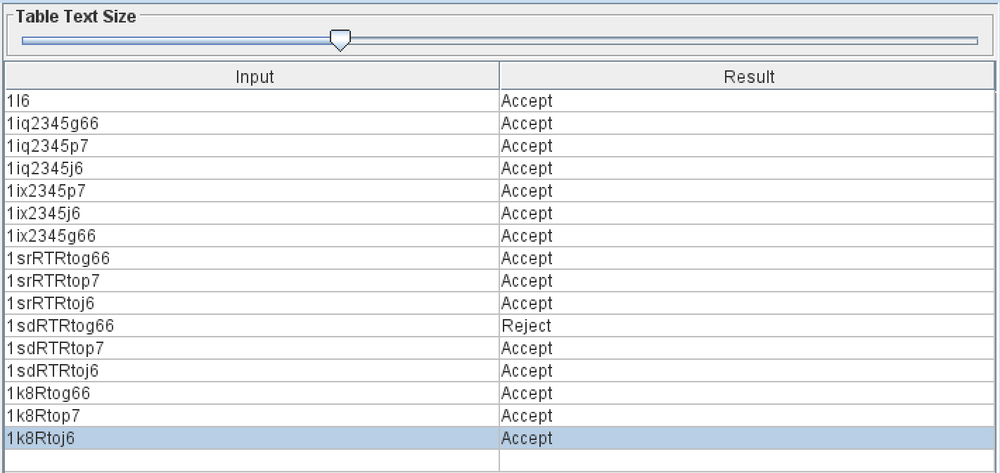 Table Text Size
Input Result
1l6 Accept
1iq2345g66 Accept
1iq2345p7 Accept
1iq2345j6 Accept
1ix2345p7 Accept
1ix2345j6 Accept
1ix2345g66 Accept
1srRTRtog66 Accept
1srRTRtop7 Accept
1srRTRtoj6 Accept
1sdRTRtog66 Reject
1sdRTRtop7 Accept
1sdRTRtoj6 Accept
1k8Rtog66 Accept
1k8Rtop7 Accept
1k8Rtoj6 Accept